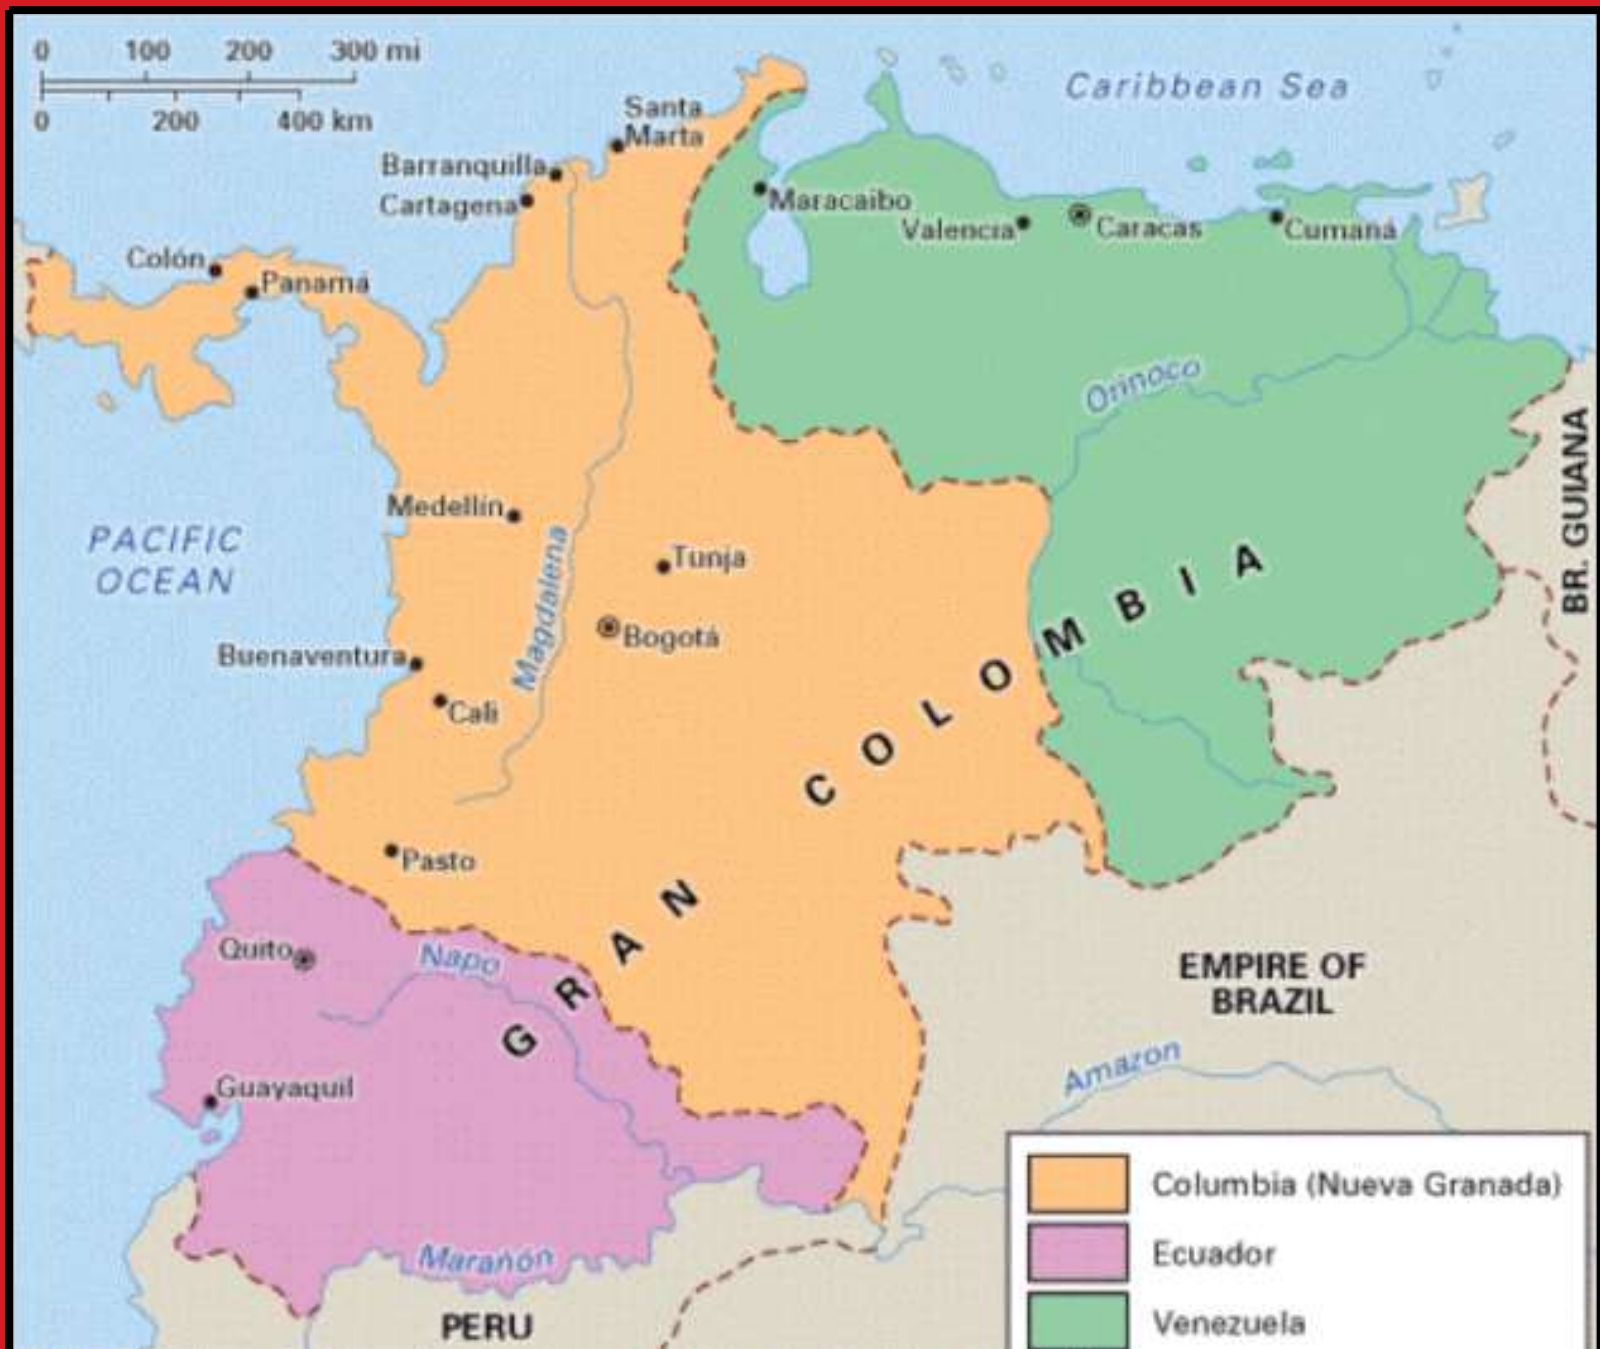 0 100 200 300 mi
0 200 400 km
Caribbean Sea
Santa
Marta
Barranquilla
Cartagena
Maracaibo
Valencia
Caracas
Cumaná
Colón
Panamá
Orinoco
BR. GUIANA
Medellín
PACIFIC
OCEAN
Magdalena
Tunja
Bogotá
Buenaventura
Cali
GRAN COLOMBIA
Pasto
Quito
Napo
EMPIRE OF
BRAZIL
Amazon
Guayaquil
Marañón
PERU
Columbia (Nueva Granada)
Ecuador
Venezuela